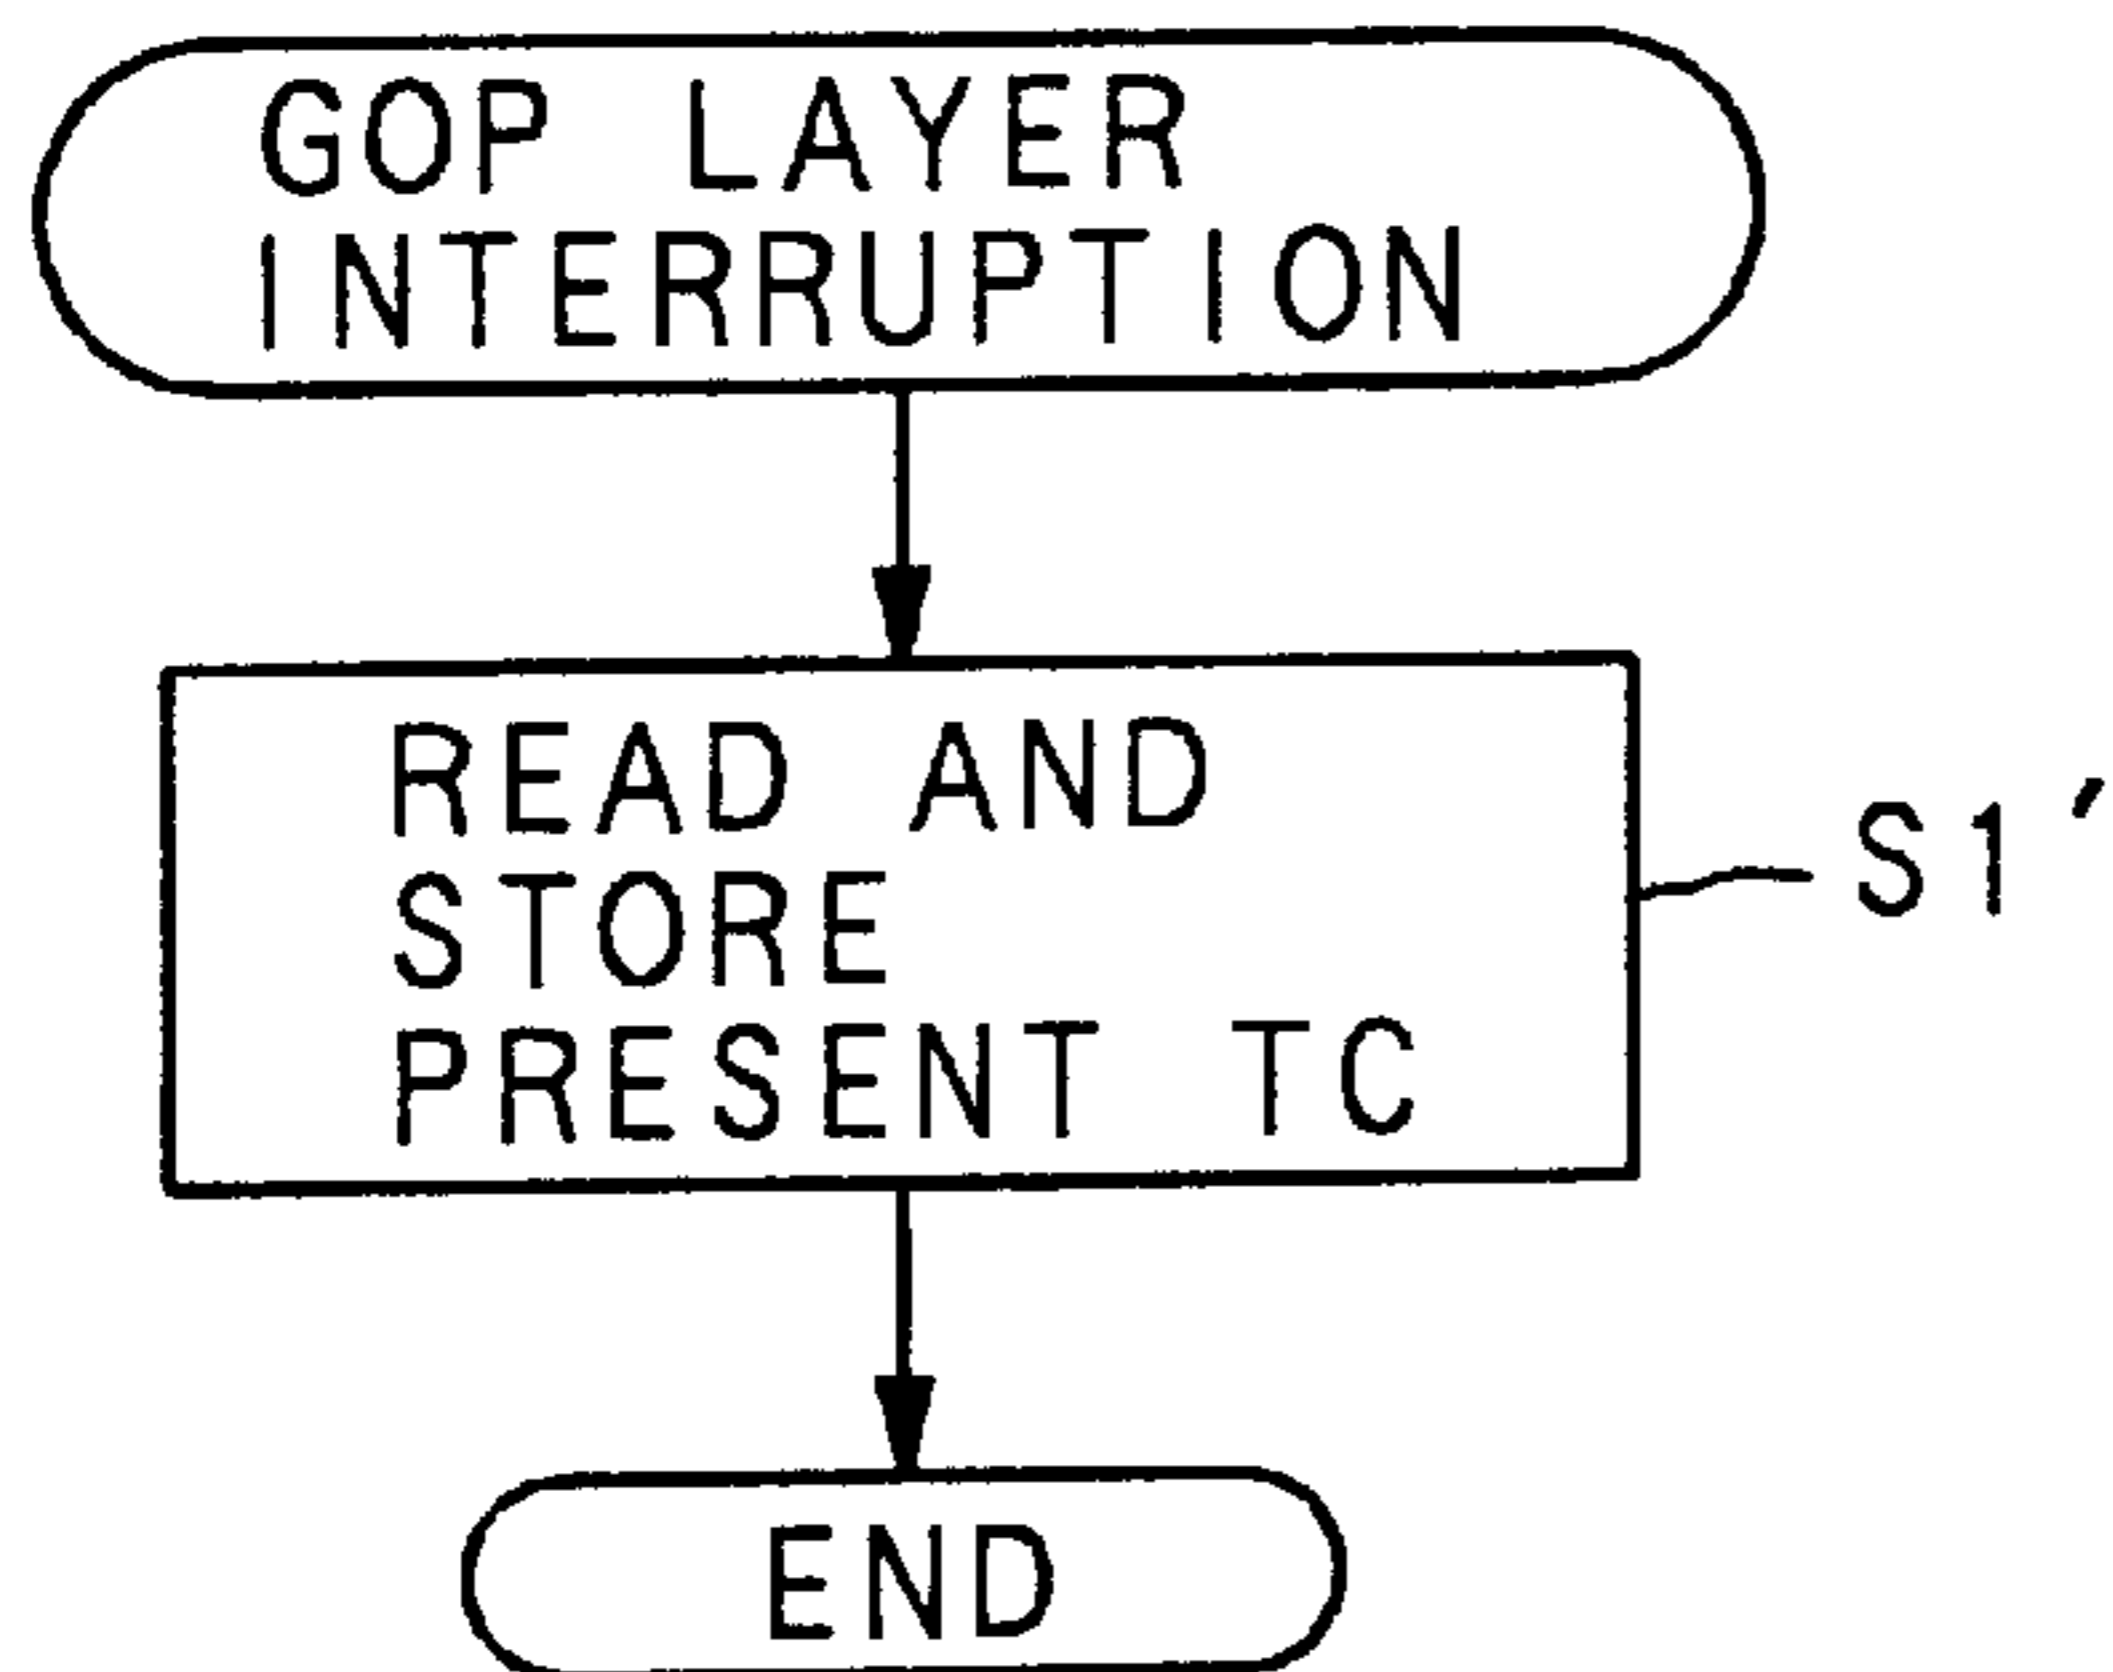 GOP LAYER
INTERRUPTION
READ AND
STORE
PRESENT TC
S1'
END